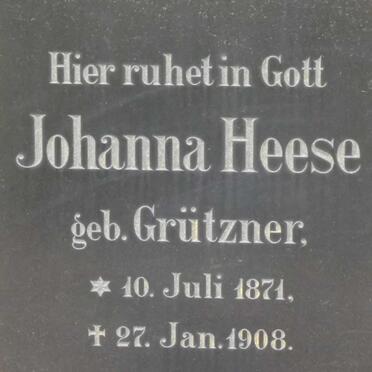 Hier ruhet in Gott
Johanna Heese
geb. Grützner,
✶ 10. Juli 1871,
✝ 27. Jan. 1908.